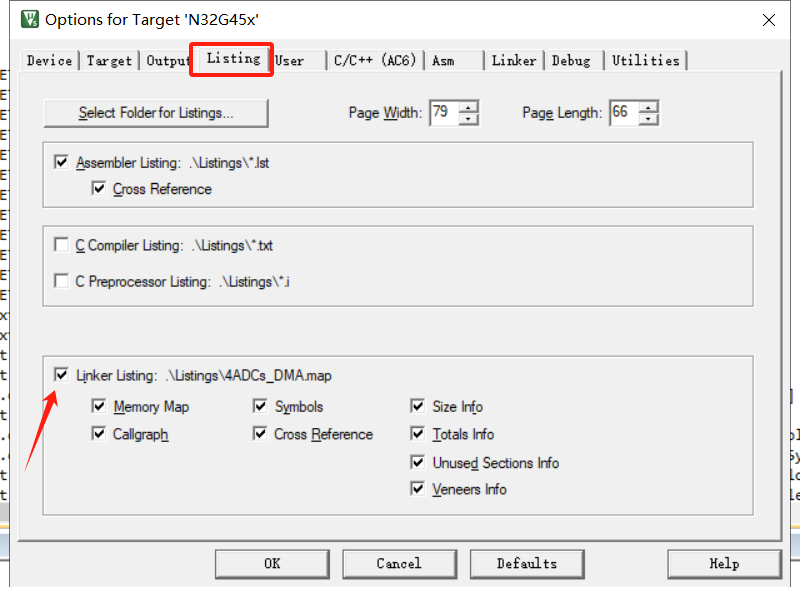 Options for Target 'N32G45x'
Device Target Output Listing User C/C++ (AC6) Asm Linker Debug Utilities
Select Folder for Listings... Page Width: 79 Page Length: 66
Assembler Listing: .\Listings\*.lst
Cross Reference
C Compiler Listing: .\Listings\*.txt
C Preprocessor Listing: .\Listings\*.i
Linker Listing: .\Listings\4ADCs_DMA.map
Memory Map Symbols Size Info
Callgraph Cross Reference Totals Info
Unused Sections Info
Veneers Info
OK Cancel Defaults Help